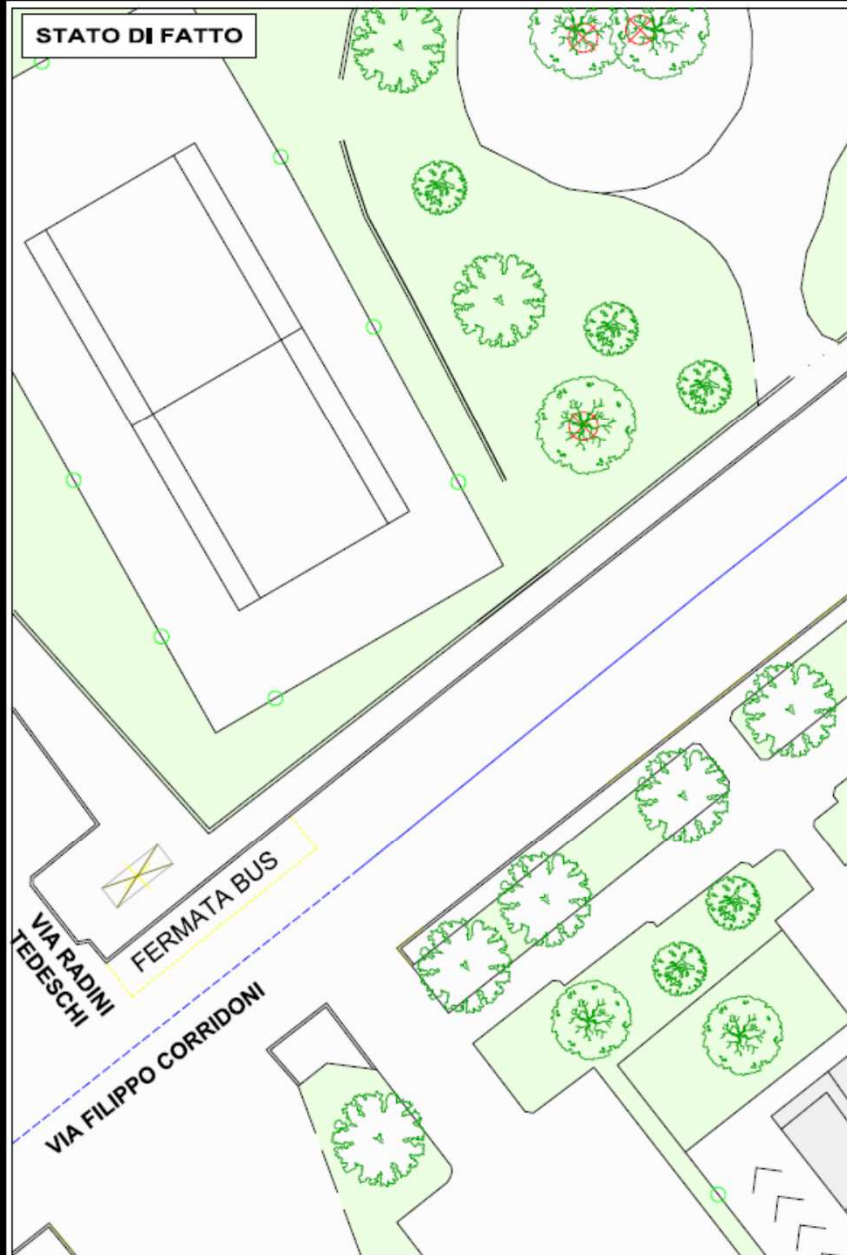 STATO DI FATTO
FERMATA BUS
VIA RADINI
TEDESCHI
VIA FILIPPO CORRIDONI